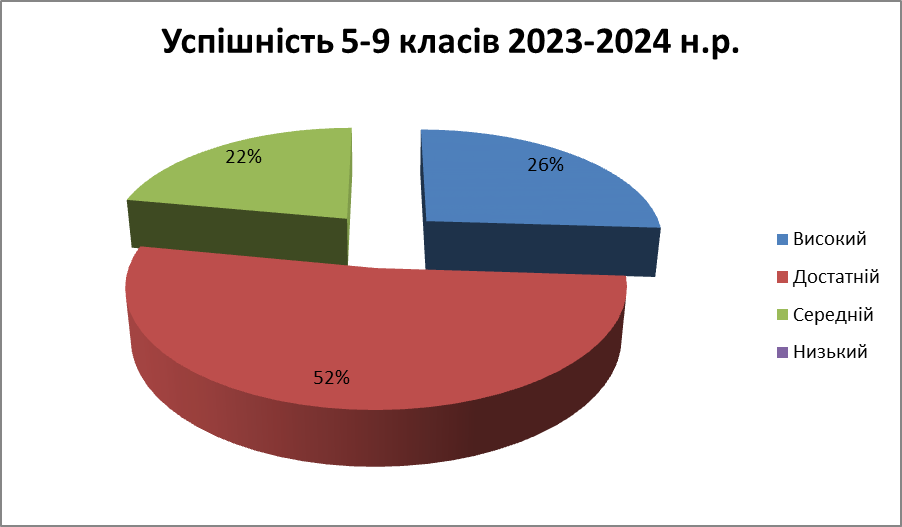 Успішність 5-9 класів 2023-2024 н.р.
22%
26%
52%
Високий
Достатній
Середній
Низький